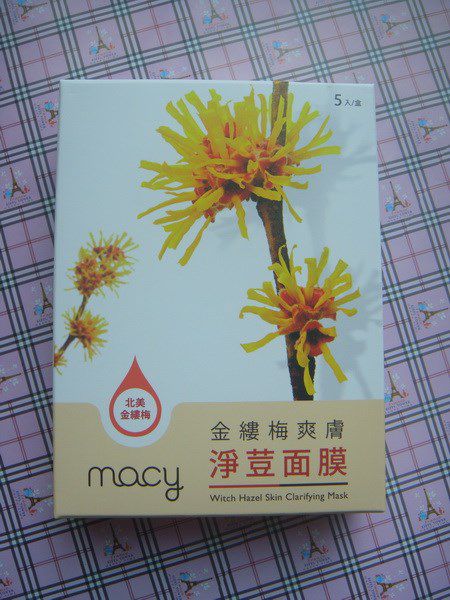 5入/盒
北美
金縷梅
金縷梅爽膚
macy
淨荳面膜
Witch Hazel Skin Clarifying Mask